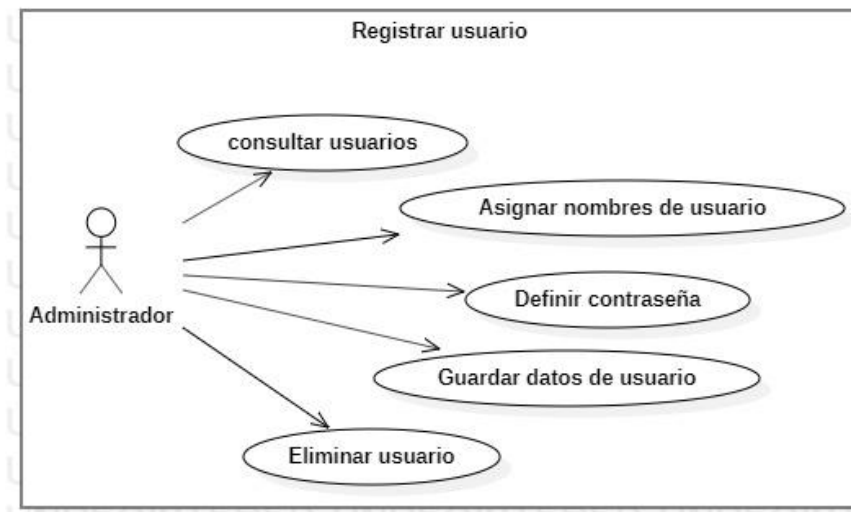 Registrar usuario
consultar usuarios
Asignar nombres de usuario
Definir contraseña
Administrador
Guardar datos de usuario
Eliminar usuario